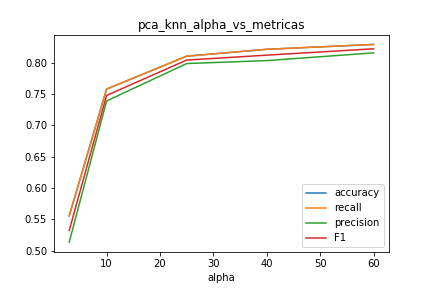 pca_knn_alpha_vs_metricas
0.80
0.75
0.70
0.65
0.60
0.55
0.50
accuracy
recall
precision
F1
10 20 30 40 50 60
alpha